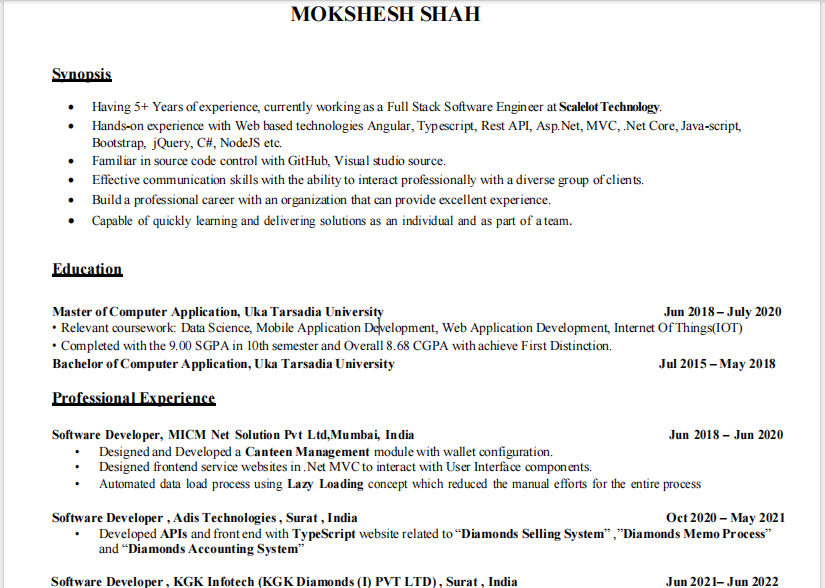 MOKSHESH SHAH
Synopsis
• Having 5+ Years of experience, currently working as a Full Stack Software Engineer at Scalelot Technology.
• Hands-on experience with Web based technologies Angular, Typescript, Rest API, Asp.Net, MVC, .Net Core, Java-script,
Bootstrap, jQuery, C#, NodeJS etc.
• Familiar in source code control with GitHub, Visual studio source.
• Effective communication skills with the ability to interact professionally with a diverse group of clients.
• Build a professional career with an organization that can provide excellent experience.
• Capable of quickly learning and delivering solutions as an individual and as part of a team.
Education
Master of Computer Application, Uka Tarsadia University Jun 2018 – July 2020
• Relevant coursework: Data Science, Mobile Application Development, Web Application Development, Internet Of Things(IOT)
• Completed with the 9.00 SGPA in 10th semester and Overall 8.68 CGPA with achieve First Distinction.
Bachelor of Computer Application, Uka Tarsadia University Jul 2015 – May 2018
Professional Experience
Software Developer, MICM Net Solution Pvt Ltd,Mumbai, India Jun 2018 – Jun 2020
• Designed and Developed a Canteen Management module with wallet configuration.
• Designed frontend service websites in .Net MVC to interact with User Interface components.
• Automated data load process using Lazy Loading concept which reduced the manual efforts for the entire process
Software Developer , Adis Technologies , Surat , India Oct 2020 – May 2021
• Developed APIs and front end with TypeScript website related to “Diamonds Selling System” ,”Diamonds Memo Process”
and “Diamonds Accounting System”
Software Developer , KGK Infotech (KGK Diamonds (I) PVT LTD) , Surat , India Jun 2021– Jun 2022